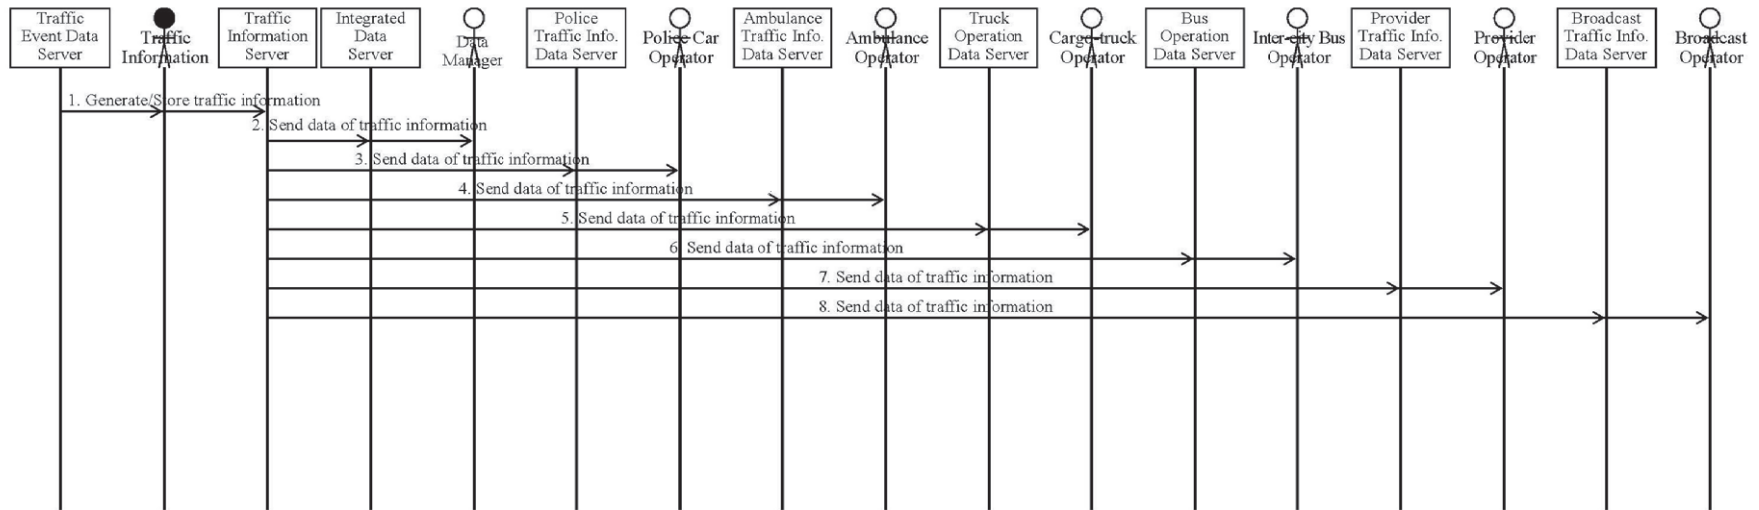 Traffic
Event Data
Server
Traffic
Information
Traffic
Information
Server
Integrated
Data
Server
Data
Manager
Police
Traffic Info.
Data Server
Police Car
Operator
Ambulance
Traffic Info.
Data Server
Ambulance
Operator
Truck
Operation
Data Server
Cargo-truck
Operator
Bus
Operation
Data Server
Inter-city Bus
Operator
Provider
Traffic Info.
Data Server
Provider
Operator
Broadcast
Traffic Info.
Data Server
Broadcast
Operator
1. Generate/Store traffic information
2. Send data of traffic information
3. Send data of traffic information
4. Send data of traffic information
5. Send data of traffic information
6. Send data of traffic information
7. Send data of traffic information
8. Send data of traffic information